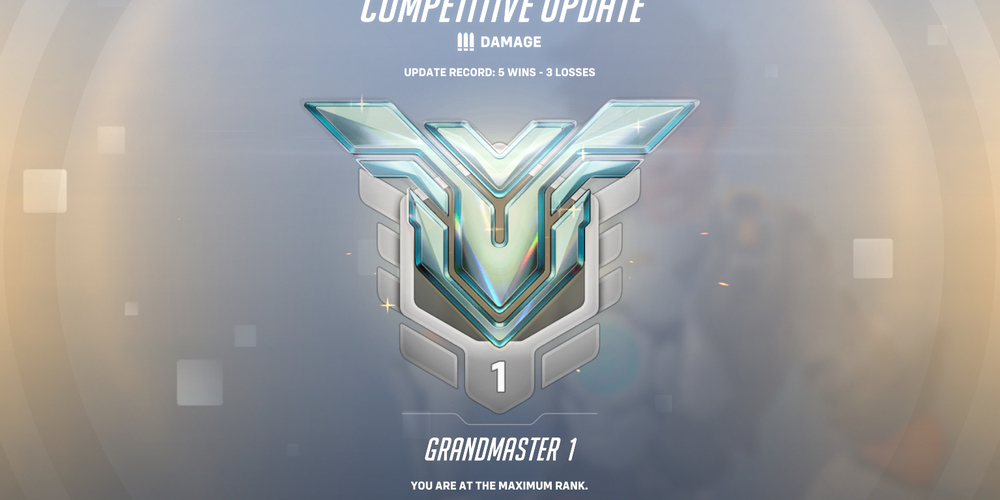 COMPETITIVE UPDATE
DAMAGE
UPDATE RECORD: 5 WINS - 3 LOSSES
1
GRANDMASTER 1
YOU ARE AT THE MAXIMUM RANK.